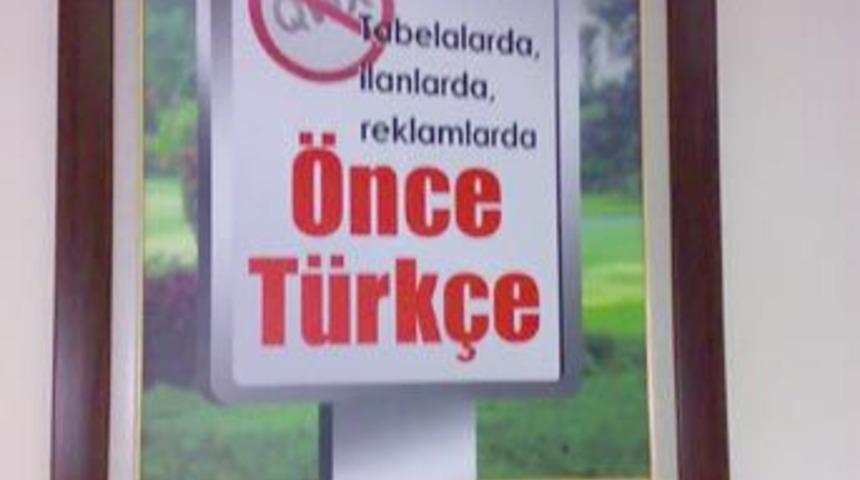 Tabelalarda,
ilanlarda,
reklamlarda
Önce
Türkçe